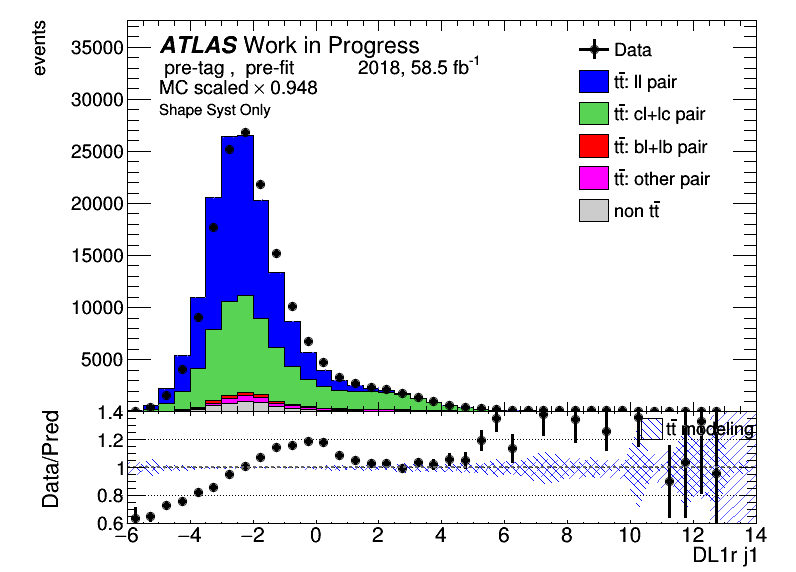 events
35000
30000
25000
20000
15000
10000
5000
ATLAS Work in Progress
pre-tag , pre-fit 2018, 58.5 fb⁻¹
MC scaled × 0.948
Shape Syst Only
Data
tt̄: ll pair
tt̄: cl+lc pair
tt̄: bl+lb pair
tt̄: other pair
non tt̄
Data/Pred
1.4
1.2
1
0.8
0.6
tt̄ modeling
−6 −4 −2 0 2 4 6 8 10 12 14
DL1r j1